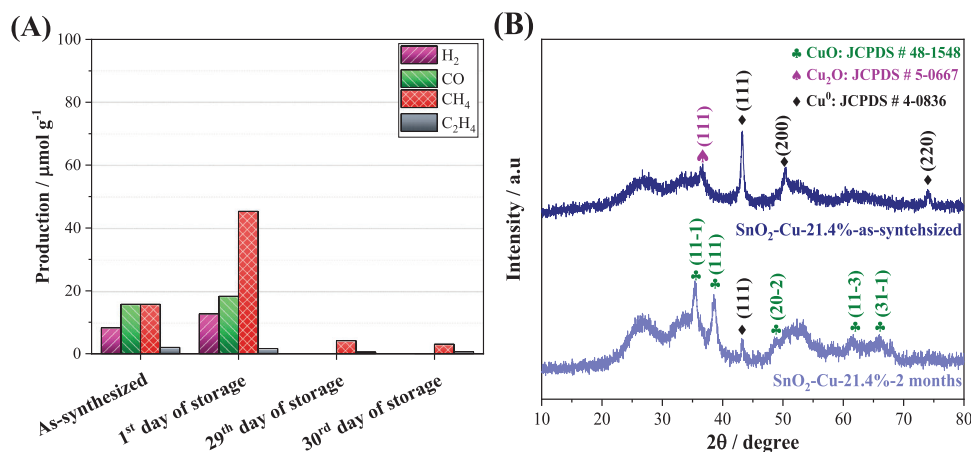 (A)
Production / μmol g⁻¹
100
80
60
40
20
0
H₂
CO
CH₄
C₂H₄
As-synthesized
1ˢᵗ day of storage
29ᵗʰ day of storage
30ʳᵈ day of storage
(B)
Intensity / a.u
♣ CuO: JCPDS # 48-1548
♠ Cu₂O: JCPDS # 5-0667
♦ Cu⁰: JCPDS # 4-0836
♠ (111)
♦ (111)
♦ (200)
♦ (220)
SnO₂-Cu-21.4%-as-syntehsized
♣ (11-1)
♣ (111)
♦ (111)
♣ (20-2)
♣ (11-3)
♣ (31-1)
SnO₂-Cu-21.4%-2 months
10 20 30 40 50 60 70 80
2θ / degree